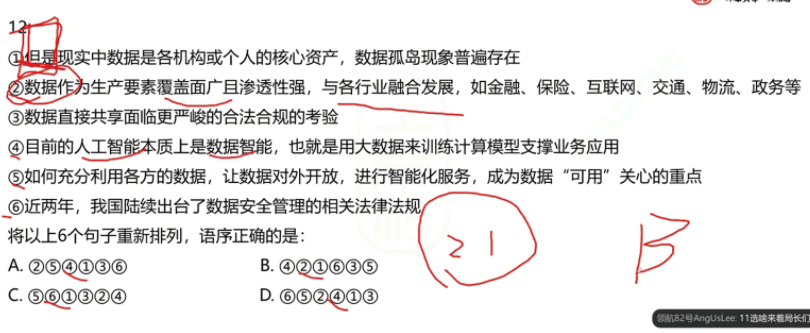 12.
①但是现实中数据是各机构或个人的核心资产，数据孤岛现象普遍存在
②数据作为生产要素覆盖面广且渗透性强，与各行业融合发展，如金融、保险、互联网、交通、物流、政务等
③数据直接共享面临更严峻的合法合规的考验
④目前的人工智能本质上是数据智能，也就是用大数据来训练计算模型支撑业务应用
⑤如何充分利用各方的数据，让数据对外开放，进行智能化服务，成为数据“可用”关心的重点
⑥近两年，我国陆续出台了数据安全管理的相关法律法规
将以上6个句子重新排列，语序正确的是：
2 1
B
A. ②⑤④①③⑥
B. ④②①⑥③⑤
C. ⑤⑥①③②④
D. ⑥⑤②④①③
领航82号AngUsLee: 11选啥来着局长们